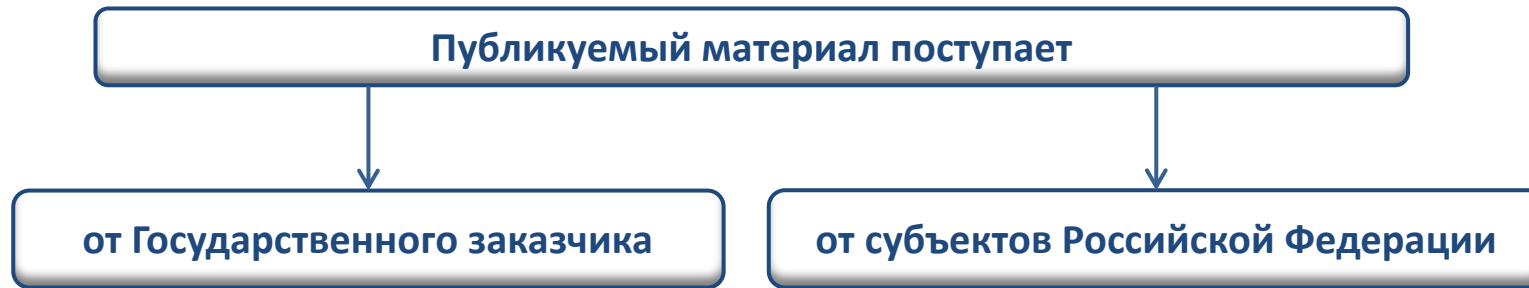 Публикуемый материал поступает
от Государственного заказчика
от субъектов Российской Федерации